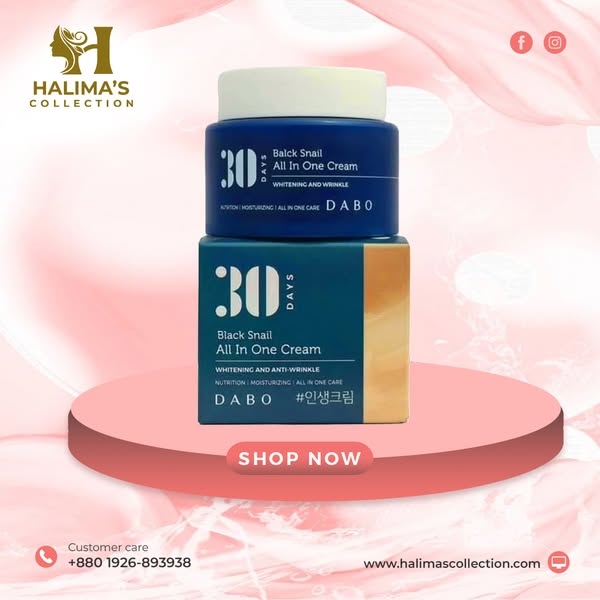 HALIMA'S
COLLECTION
30 DAYS
Balck Snail
All In One Cream
WHITENING AND WRINKLE
NUTRITION | MOISTURIZING | ALL IN ONE CARE DABO
30 DAYS
Black Snail
All In One Cream
WHITENING AND ANTI-WRINKLE
NUTRITION | MOISTURIZING | ALL IN ONE CARE
DABO #인생크림
SHOP NOW
Customer care
+880 1926-893938
www.halimascollection.com